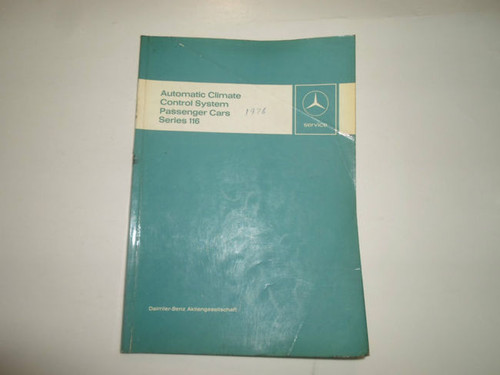 Automatic Climate
Control System
Passenger Cars
Series 116
1976
service
Daimler-Benz Aktiengesellschaft